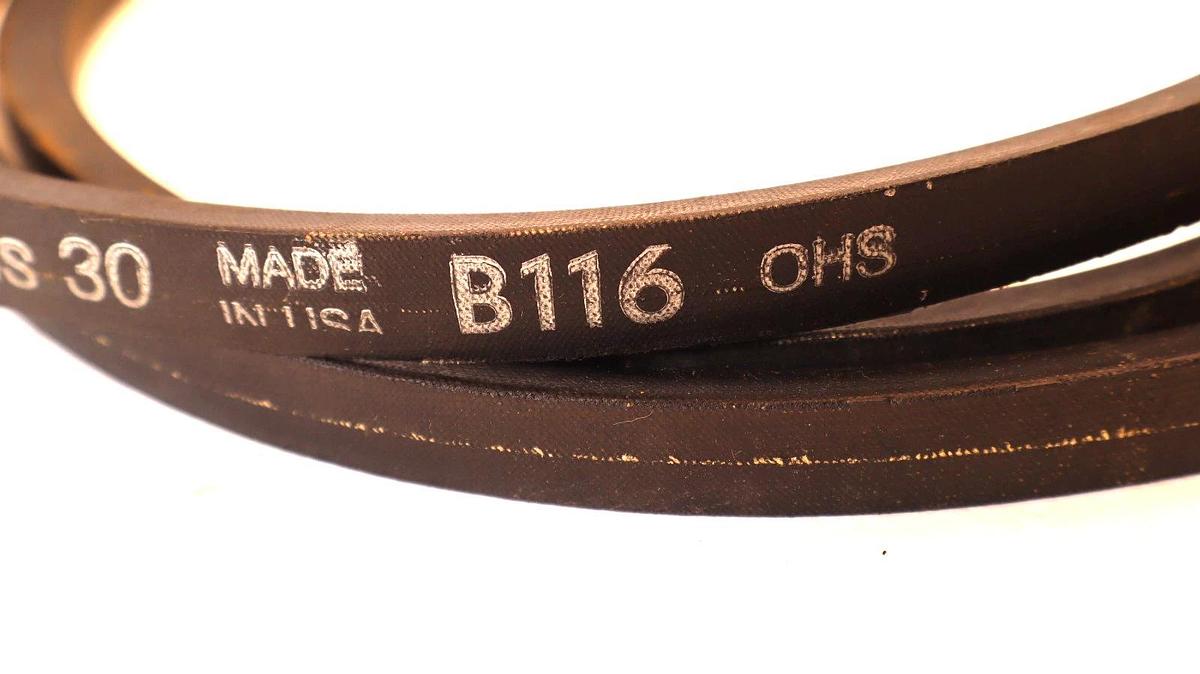 S 30 MADE B116 OHS
IN USA